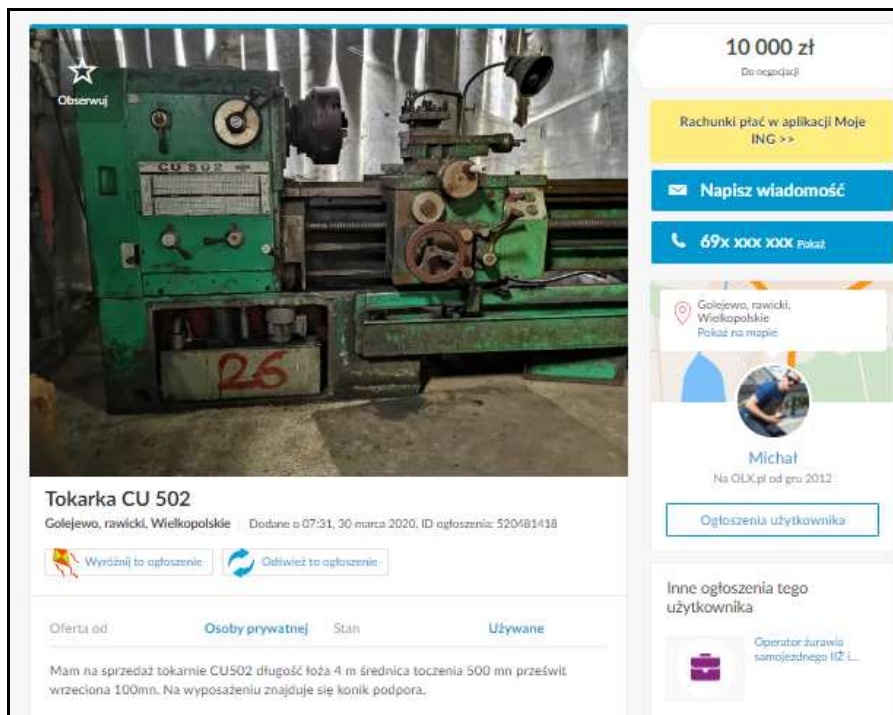 Obserwuj
CU 502
26
10 000 zł
Do negocjacji
Rachunki płać w aplikacji Moje
ING >>
Napisz wiadomość
69x xxx xxx Pokaż
Golejewo, rawicki,
Wielkopolskie
Pokaż na mapie
Michał
Na OLX.pl od gru 2012
Ogłoszenia użytkownika
Tokarka CU 502
Golejewo, rawicki, Wielkopolskie Dodane o 07:31, 30 marca 2020, ID ogłoszenia: 520481418
Wyróżnij to ogłoszenie Odśwież to ogłoszenie
Oferta od Osoby prywatnej Stan Używane
Mam na sprzedaż tokarnie CU502 długość łoża 4 m średnica toczenia 500 mn prześwit
wrzeciona 100mn. Na wyposażeniu znajduje się konik podpora.
Inne ogłoszenia tego
użytkownika
Operator żurawia
samojezdnego IIŻ i...